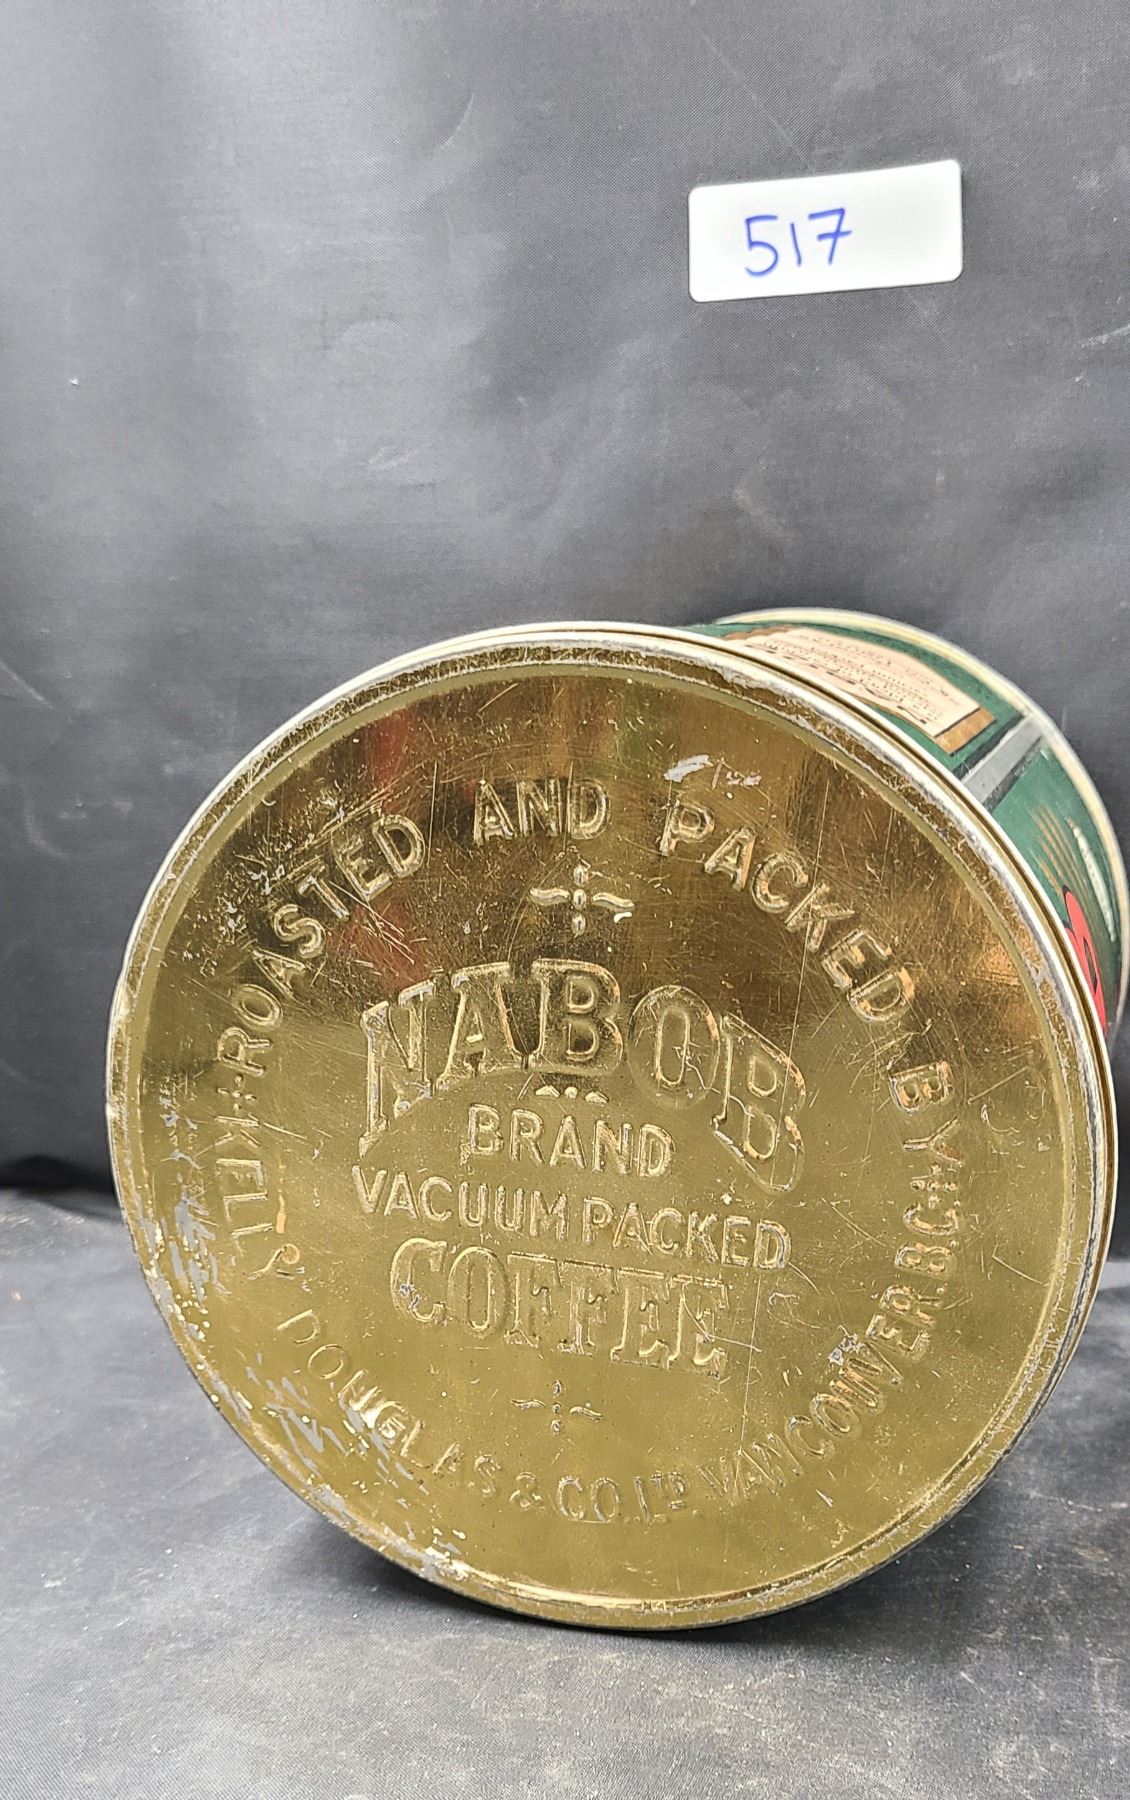 517
ROASTED AND PACKED BY
KELLY DOUGLAS & CO. LTD. VANCOUVER. B.C.
NABOB
BRAND
VACUUM PACKED
COFFEE